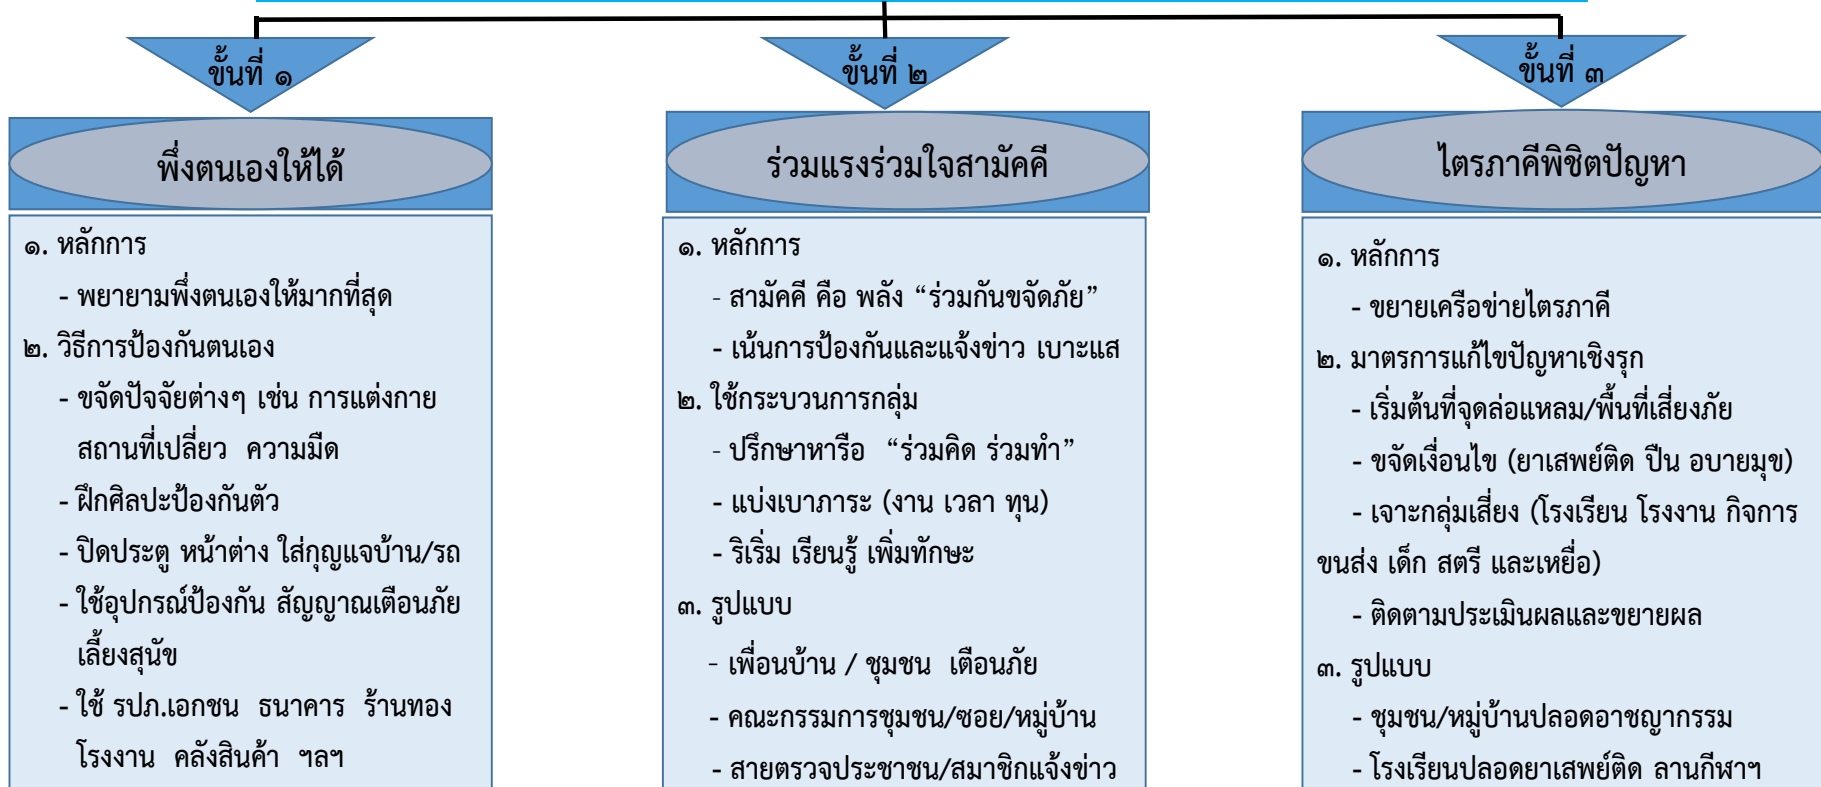 ขั้นที่ ๑
พึ่งตนเองให้ได้
๑. หลักการ
- พยายามพึ่งตนเองให้มากที่สุด
๒. วิธีการป้องกันตนเอง
- ขจัดปัจจัยต่างๆ เช่น การแต่งกาย
สถานที่เปลี่ยว ความมืด
- ฝึกศิลปะป้องกันตัว
- ปิดประตู หน้าต่าง ใส่กุญแจบ้าน/รถ
- ใช้อุปกรณ์ป้องกัน สัญญาณเตือนภัย
เลี้ยงสุนัข
- ใช้ รปภ.เอกชน ธนาคาร ร้านทอง
โรงงาน คลังสินค้า ฯลฯ
ขั้นที่ ๒
ร่วมแรงร่วมใจสามัคคี
๑. หลักการ
- สามัคคี คือ พลัง “ร่วมกันขจัดภัย”
- เน้นการป้องกันและแจ้งข่าว เบาะแส
๒. ใช้กระบวนการกลุ่ม
- ปรึกษาหารือ “ร่วมคิด ร่วมทำ”
- แบ่งเบาภาระ (งาน เวลา ทุน)
- ริเริ่ม เรียนรู้ เพิ่มทักษะ
๓. รูปแบบ
- เพื่อนบ้าน / ชุมชน เตือนภัย
- คณะกรรมการชุมชน/ซอย/หมู่บ้าน
- สายตรวจประชาชน/สมาชิกแจ้งข่าว
ขั้นที่ ๓
ไตรภาคีพิชิตปัญหา
๑. หลักการ
- ขยายเครือข่ายไตรภาคี
๒. มาตรการแก้ไขปัญหาเชิงรุก
- เริ่มต้นที่จุดล่อแหลม/พื้นที่เสี่ยงภัย
- ขจัดเงื่อนไข (ยาเสพย์ติด ปืน อบายมุข)
- เจาะกลุ่มเสี่ยง (โรงเรียน โรงงาน กิจการ
ขนส่ง เด็ก สตรี และเหยื่อ)
- ติดตามประเมินผลและขยายผล
๓. รูปแบบ
- ชุมชน/หมู่บ้านปลอดอาชญากรรม
- โรงเรียนปลอดยาเสพย์ติด ลานกีฬาฯ